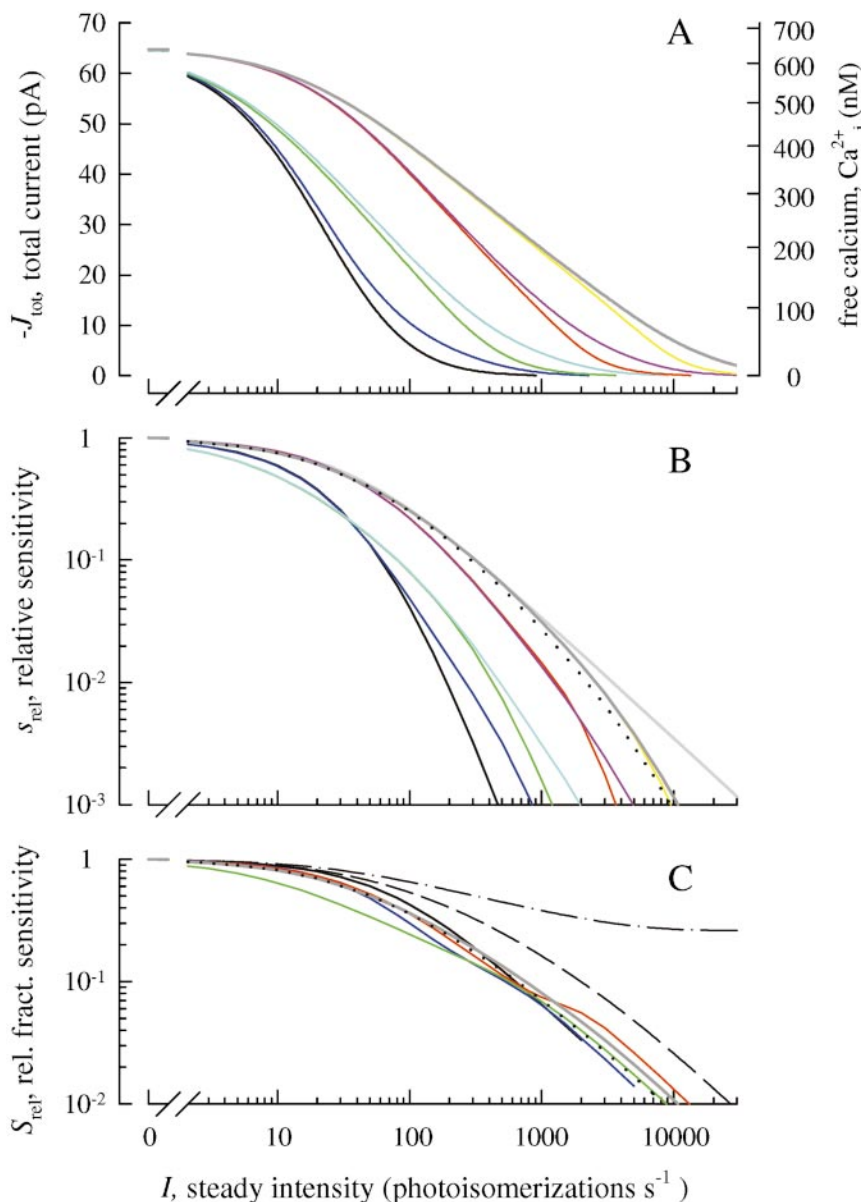 A
-J_tot, total current (pA)
70
60
50
40
30
20
10
0
free calcium, Ca²⁺ᵢ (nM)
700
600
500
400
300
200
100
0
B
s_rel, relative sensitivity
1
10⁻¹
10⁻²
10⁻³
C
S_rel, rel. fract. sensitivity
1
10⁻¹
10⁻²
0 10 100 1000 10000
I, steady intensity (photoisomerizations s⁻¹)